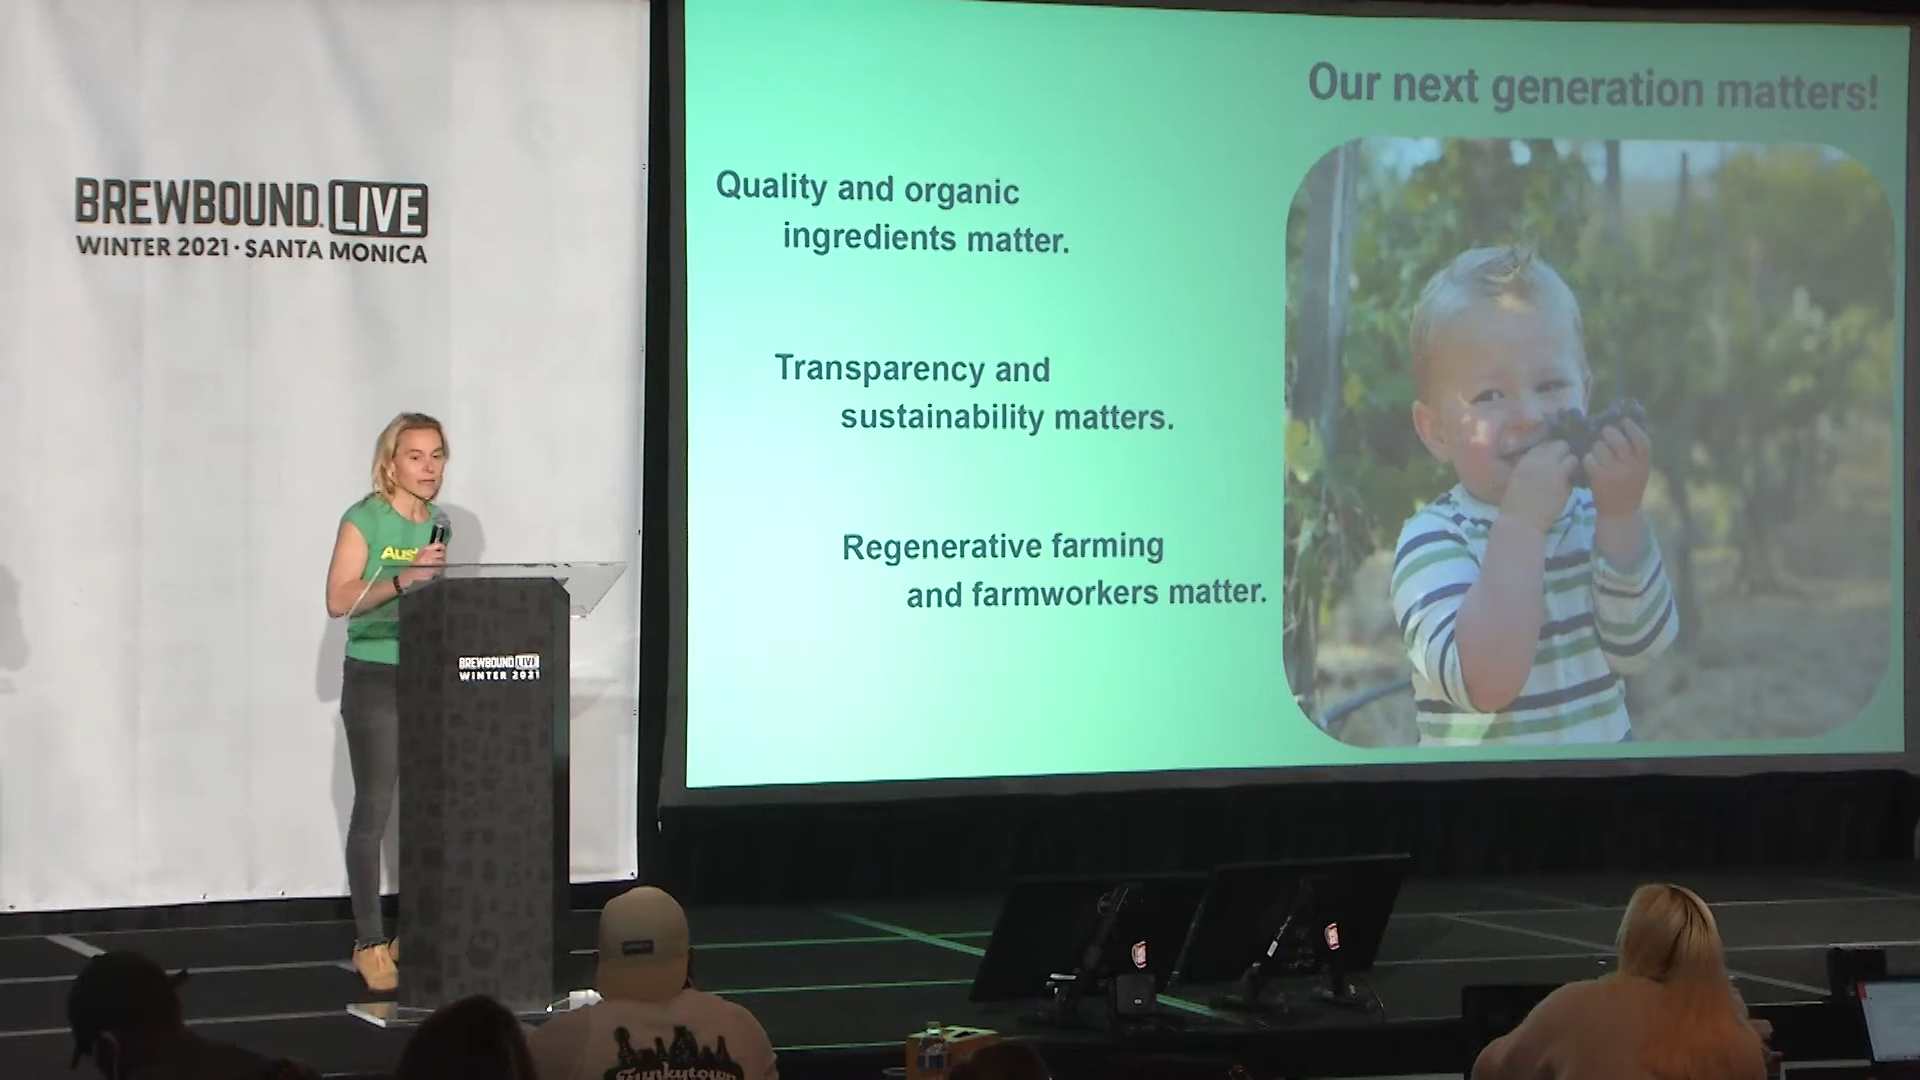 BREWBOUND LIVE
WINTER 2021 · SANTA MONICA
Our next generation matters!
Quality and organic
ingredients matter.
Transparency and
sustainability matters.
Regenerative farming
and farmworkers matter.
BREWBOUND LIVE
WINTER 2021
Funkytown